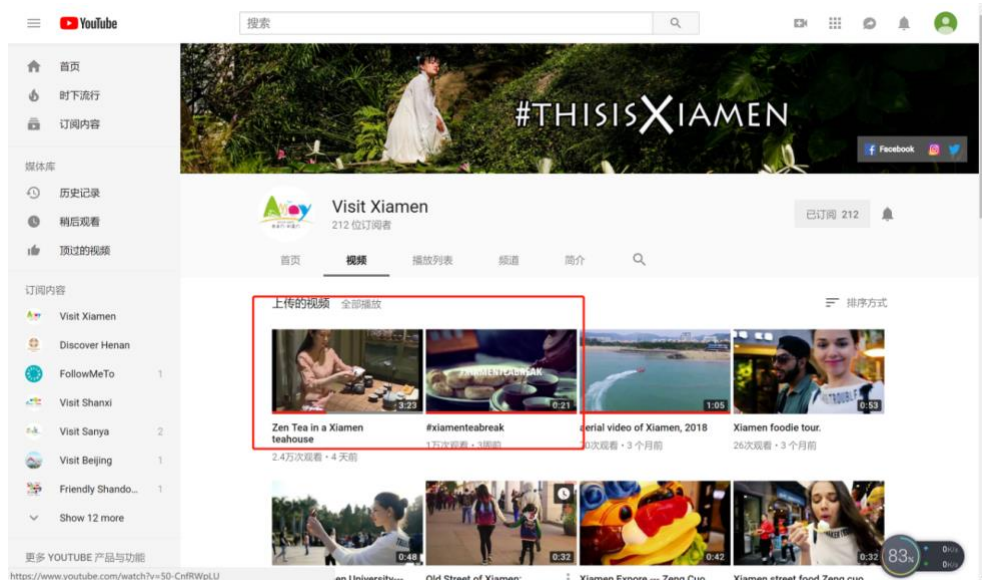 YouTube
搜索
首页
时下流行
订阅内容
媒体库
历史记录
稍后观看
顶过的视频
订阅内容
Visit Xiamen
Discover Henan
FollowMeTo 1
Visit Shanxi
Visit Sanya 2
Visit Beijing 1
Friendly Shando... 1
Show 12 more
更多 YOUTUBE 产品与功能
https://www.youtube.com/watch?v=50-CnfRWpLU
#THISISXIAMEN
Facebook
Visit Xiamen
212 位订阅者
已订阅 212
首页 视频 播放列表 频道 简介
上传的视频 全部播放
排序方式
3:23
#XIAMENTEABREAK
0:21
1:05
TROUBLE
0:53
Zen Tea in a Xiamen
teahouse
2.4万次观看・4 天前
#xiamenteabreak
1万次观看・3周前
aerial video of Xiamen, 2018
次观看・3 个月前
Xiamen foodie tour.
26次观看・3 个月前
0:48
0:32
0:42
0:32
en University---
Old Street of Xiamen:
Xiamen Expore --- Zeng Cuo
Xiamen street food Zeng cuo
83%
0K/s
0K/s